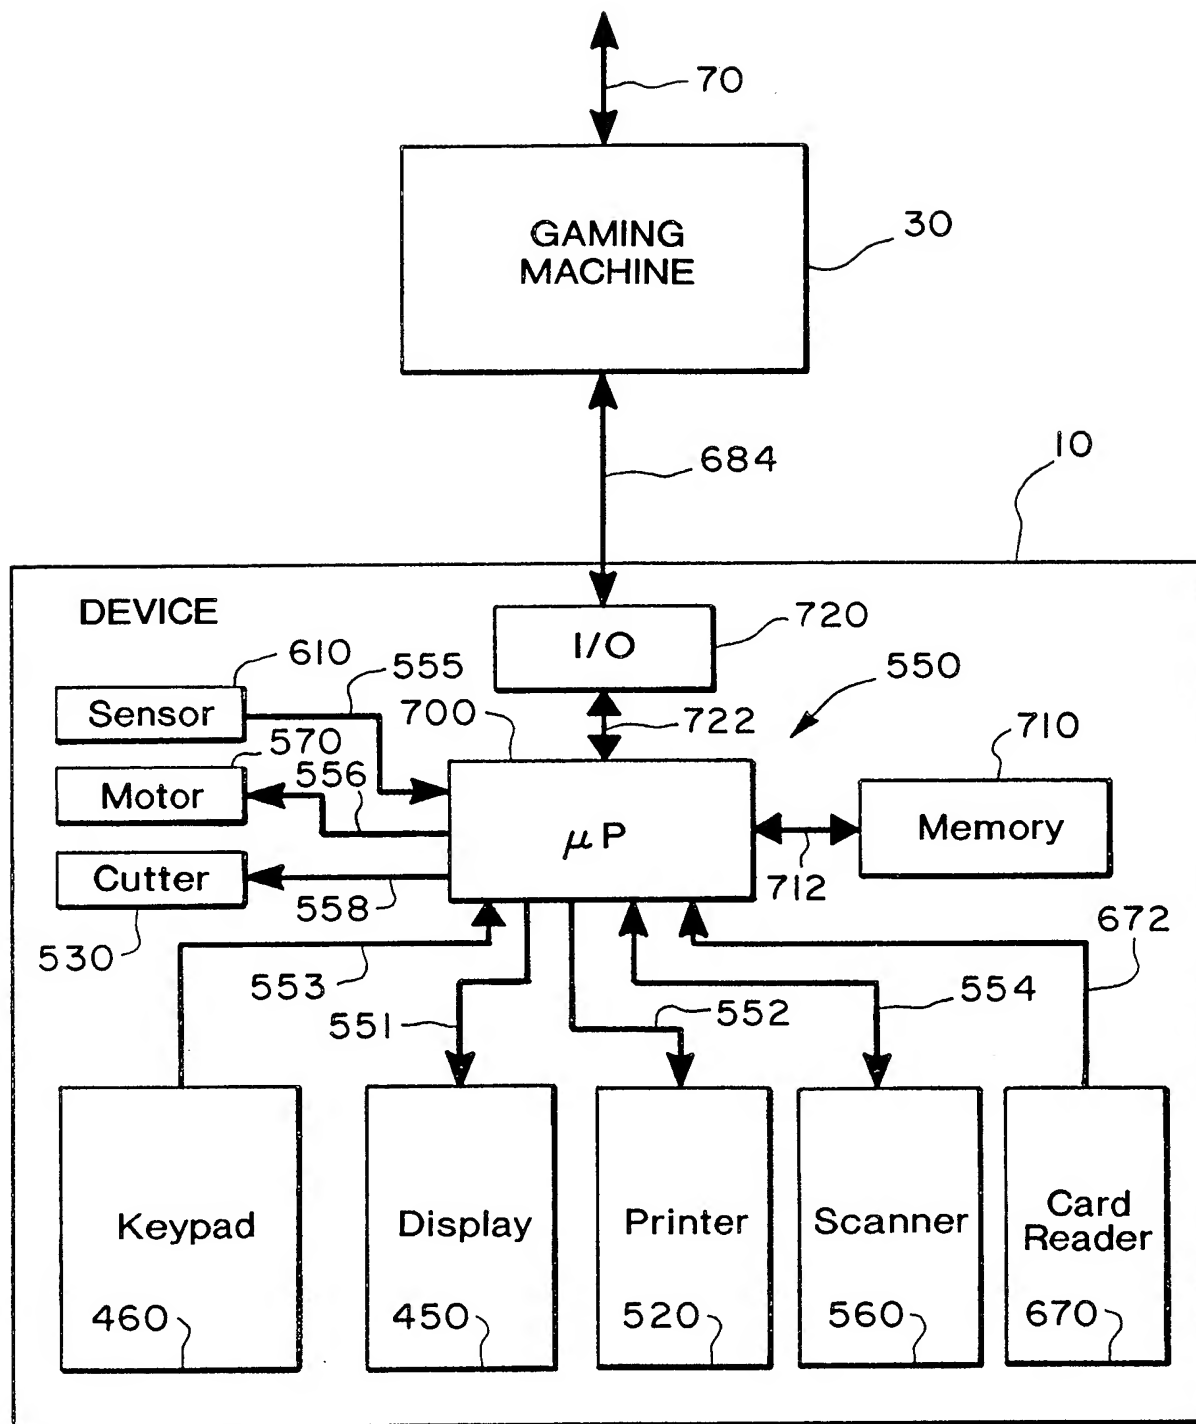 70
GAMING
MACHINE
30
684
10
DEVICE
I/O
720
610
555
Sensor
700
722
550
570
556
Motor
710
μP
Memory
Cutter
558
712
530
553
672
551
552
554
Keypad
Display
Printer
Scanner
Card
Reader
460
450
520
560
670